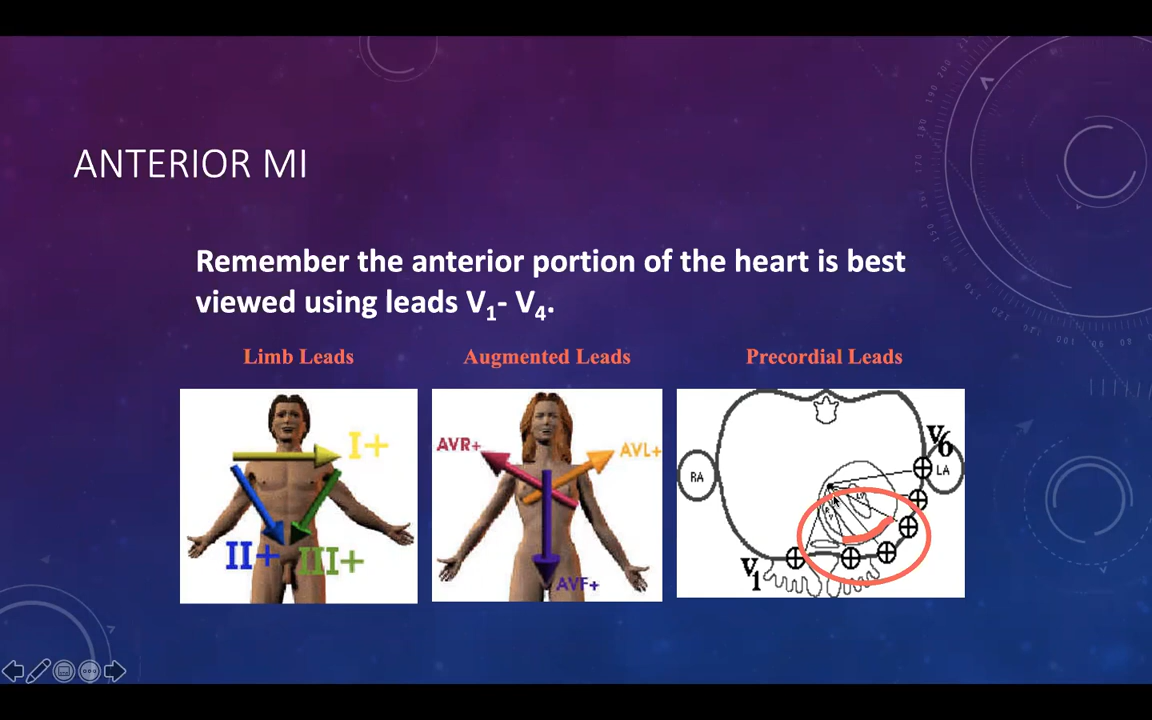 ANTERIOR MI
Remember the anterior portion of the heart is best
viewed using leads V1- V4.
Limb Leads
Augmented Leads
Precordial Leads
I+
II+
III+
AVR+
AVL+
AVF+
V6
RA
LA
V1